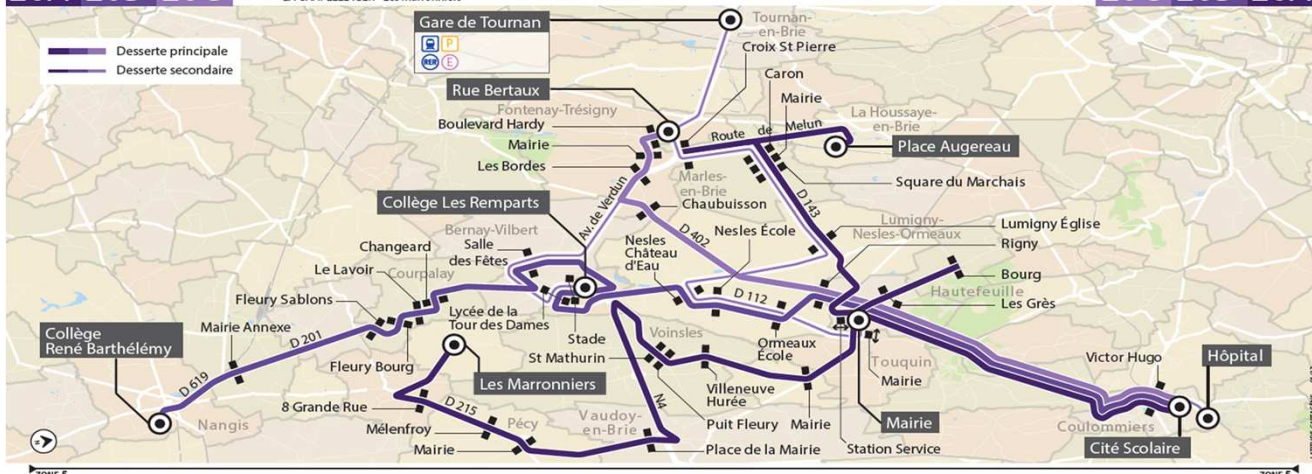 Desserte principale
Desserte secondaire
Gare de Tournan
P
RER
E
Tournan-
en-Brie
Croix St Pierre
Caron
Mairie
La Houssaye-
en-Brie
Rue Bertaux
Fontenay-Trésigny
Boulevard Hardy
Mairie
Les Bordes
Route de Melun
Place Augereau
Square du Marchais
Marles-
en-Brie
Chaubuisson
D 143
Collège Les Remparts
Av. de Verdun
D 402
Lumigny-
Nesles-Ormeaux
Lumigny Église
Rigny
Bernay-Vilbert
Salle
des Fêtes
Nesles
Château
d'Eau
Nesles École
Bourg
Hautefeuille
Les Grès
Changeard
Le Lavoir
Courpalay
Fleury Sablons
Mairie Annexe
D 201
Fleury Bourg
Lycée de la
Tour des Dames
Stade
D 112
Ormeaux
École
Voinsles
St Mathurin
Collège
René Barthélémy
D 619
Nangis
Les Marronniers
Villeneuve
Hurée
Touquin
Mairie
Victor Hugo
Hôpital
8 Grande Rue
D 215
Mélenfroy
Pécy
Mairie
Vaudoy-
en-Brie
N4
Puit Fleury
Mairie
Mairie
Place de la Mairie
Station Service
Coulommiers
Cité Scolaire
ZONE 5
ZONE 5